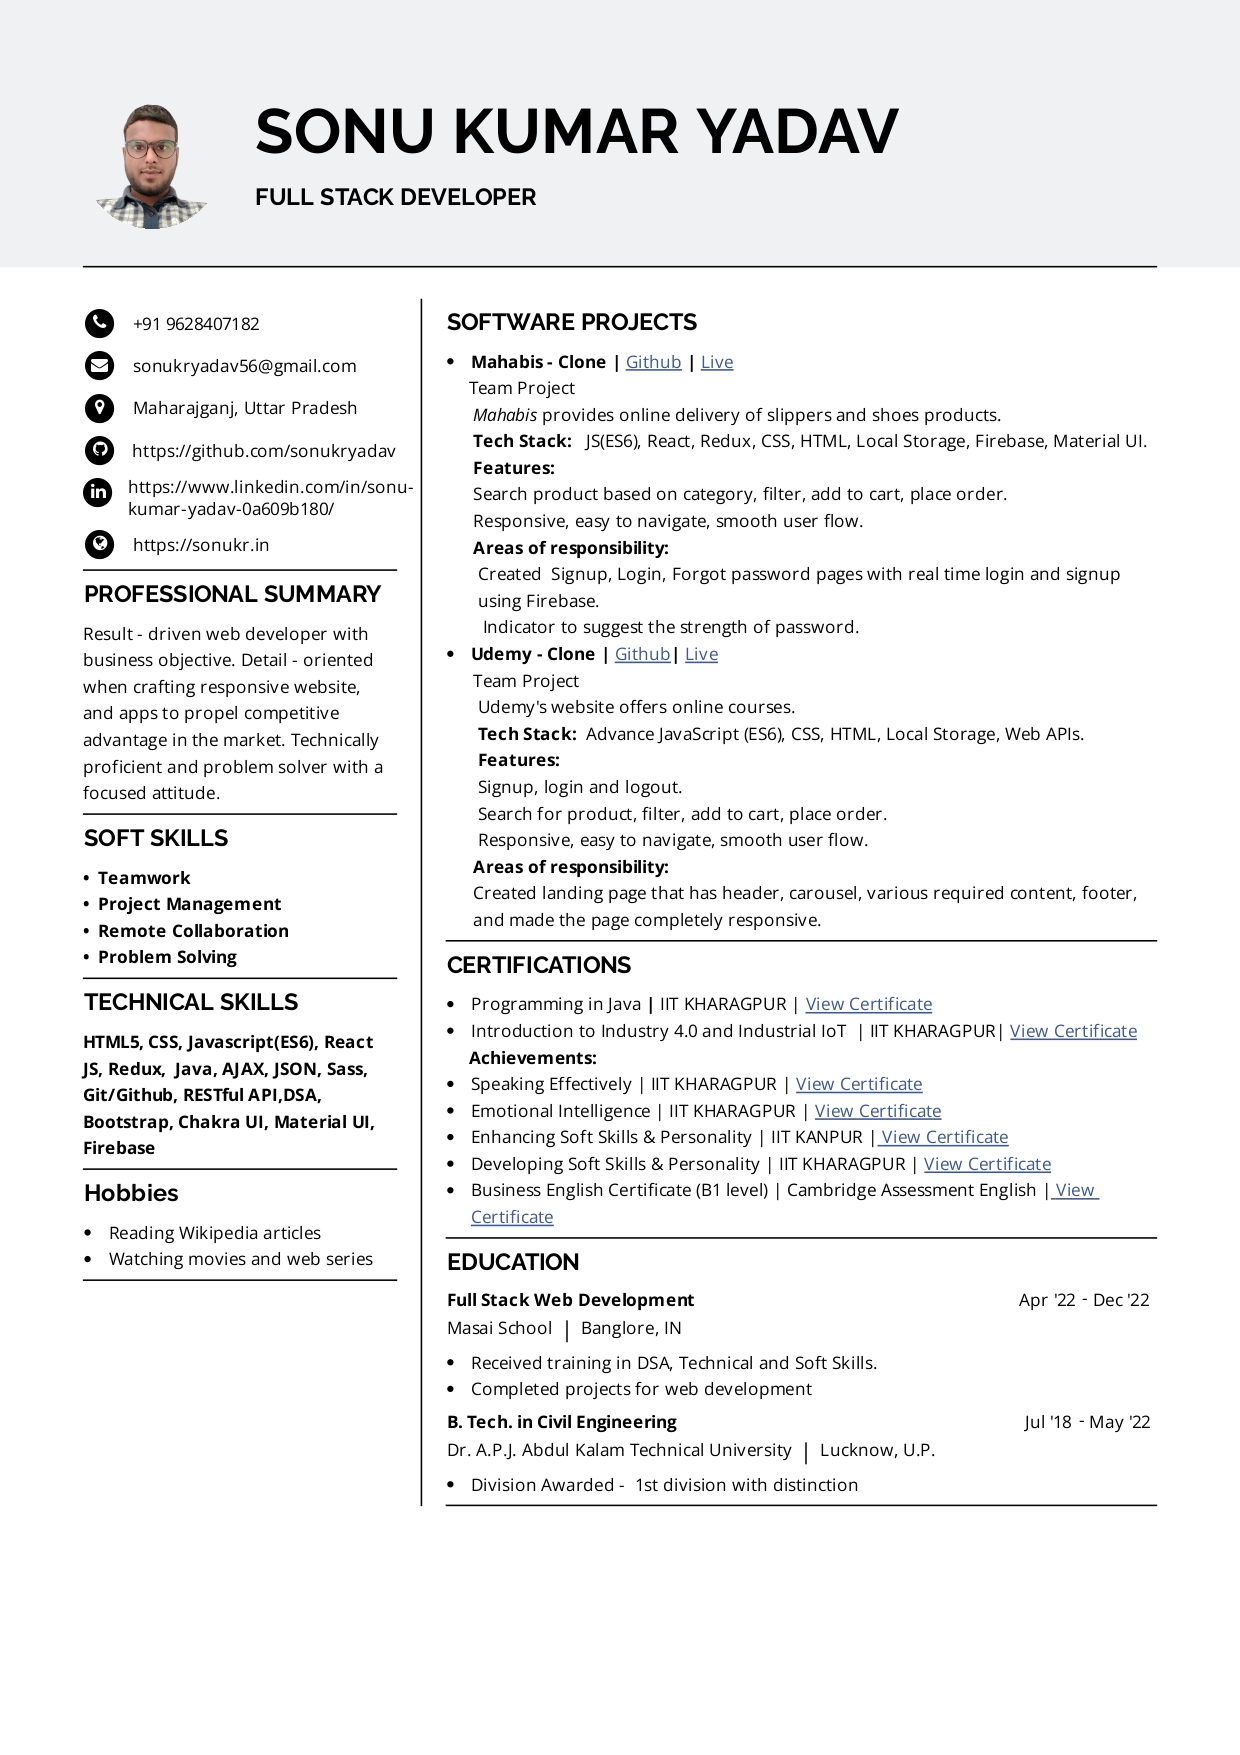 SONU KUMAR YADAV
FULL STACK DEVELOPER
+91 9628407182
sonukryadav56@gmail.com
Maharajganj, Uttar Pradesh
https://github.com/sonukryadav
https://www.linkedin.com/in/sonu-
kumar-yadav-0a609b180/
https://sonukr.in
PROFESSIONAL SUMMARY
Result - driven web developer with
business objective. Detail - oriented
when crafting responsive website,
and apps to propel competitive
advantage in the market. Technically
proficient and problem solver with a
focused attitude.
SOFT SKILLS
• Teamwork
• Project Management
• Remote Collaboration
• Problem Solving
TECHNICAL SKILLS
HTML5, CSS, Javascript(ES6), React
JS, Redux, Java, AJAX, JSON, Sass,
Git/Github, RESTful API,DSA,
Bootstrap, Chakra UI, Material UI,
Firebase
Hobbies
• Reading Wikipedia articles
• Watching movies and web series
SOFTWARE PROJECTS
• Mahabis - Clone | Github | Live
Team Project
Mahabis provides online delivery of slippers and shoes products.
Tech Stack: JS(ES6), React, Redux, CSS, HTML, Local Storage, Firebase, Material UI.
Features:
Search product based on category, filter, add to cart, place order.
Responsive, easy to navigate, smooth user flow.
Areas of responsibility:
Created Signup, Login, Forgot password pages with real time login and signup
using Firebase.
Indicator to suggest the strength of password.
• Udemy - Clone | Github| Live
Team Project
Udemy's website offers online courses.
Tech Stack: Advance JavaScript (ES6), CSS, HTML, Local Storage, Web APIs.
Features:
Signup, login and logout.
Search for product, filter, add to cart, place order.
Responsive, easy to navigate, smooth user flow.
Areas of responsibility:
Created landing page that has header, carousel, various required content, footer,
and made the page completely responsive.
CERTIFICATIONS
• Programming in Java | IIT KHARAGPUR | View Certificate
• Introduction to Industry 4.0 and Industrial IoT | IIT KHARAGPUR| View Certificate
Achievements:
• Speaking Effectively | IIT KHARAGPUR | View Certificate
• Emotional Intelligence | IIT KHARAGPUR | View Certificate
• Enhancing Soft Skills & Personality | IIT KANPUR | View Certificate
• Developing Soft Skills & Personality | IIT KHARAGPUR | View Certificate
• Business English Certificate (B1 level) | Cambridge Assessment English | View
Certificate
EDUCATION
Full Stack Web Development Apr '22 - Dec '22
Masai School | Banglore, IN
• Received training in DSA, Technical and Soft Skills.
• Completed projects for web development
B. Tech. in Civil Engineering Jul '18 - May '22
Dr. A.P.J. Abdul Kalam Technical University | Lucknow, U.P.
• Division Awarded - 1st division with distinction